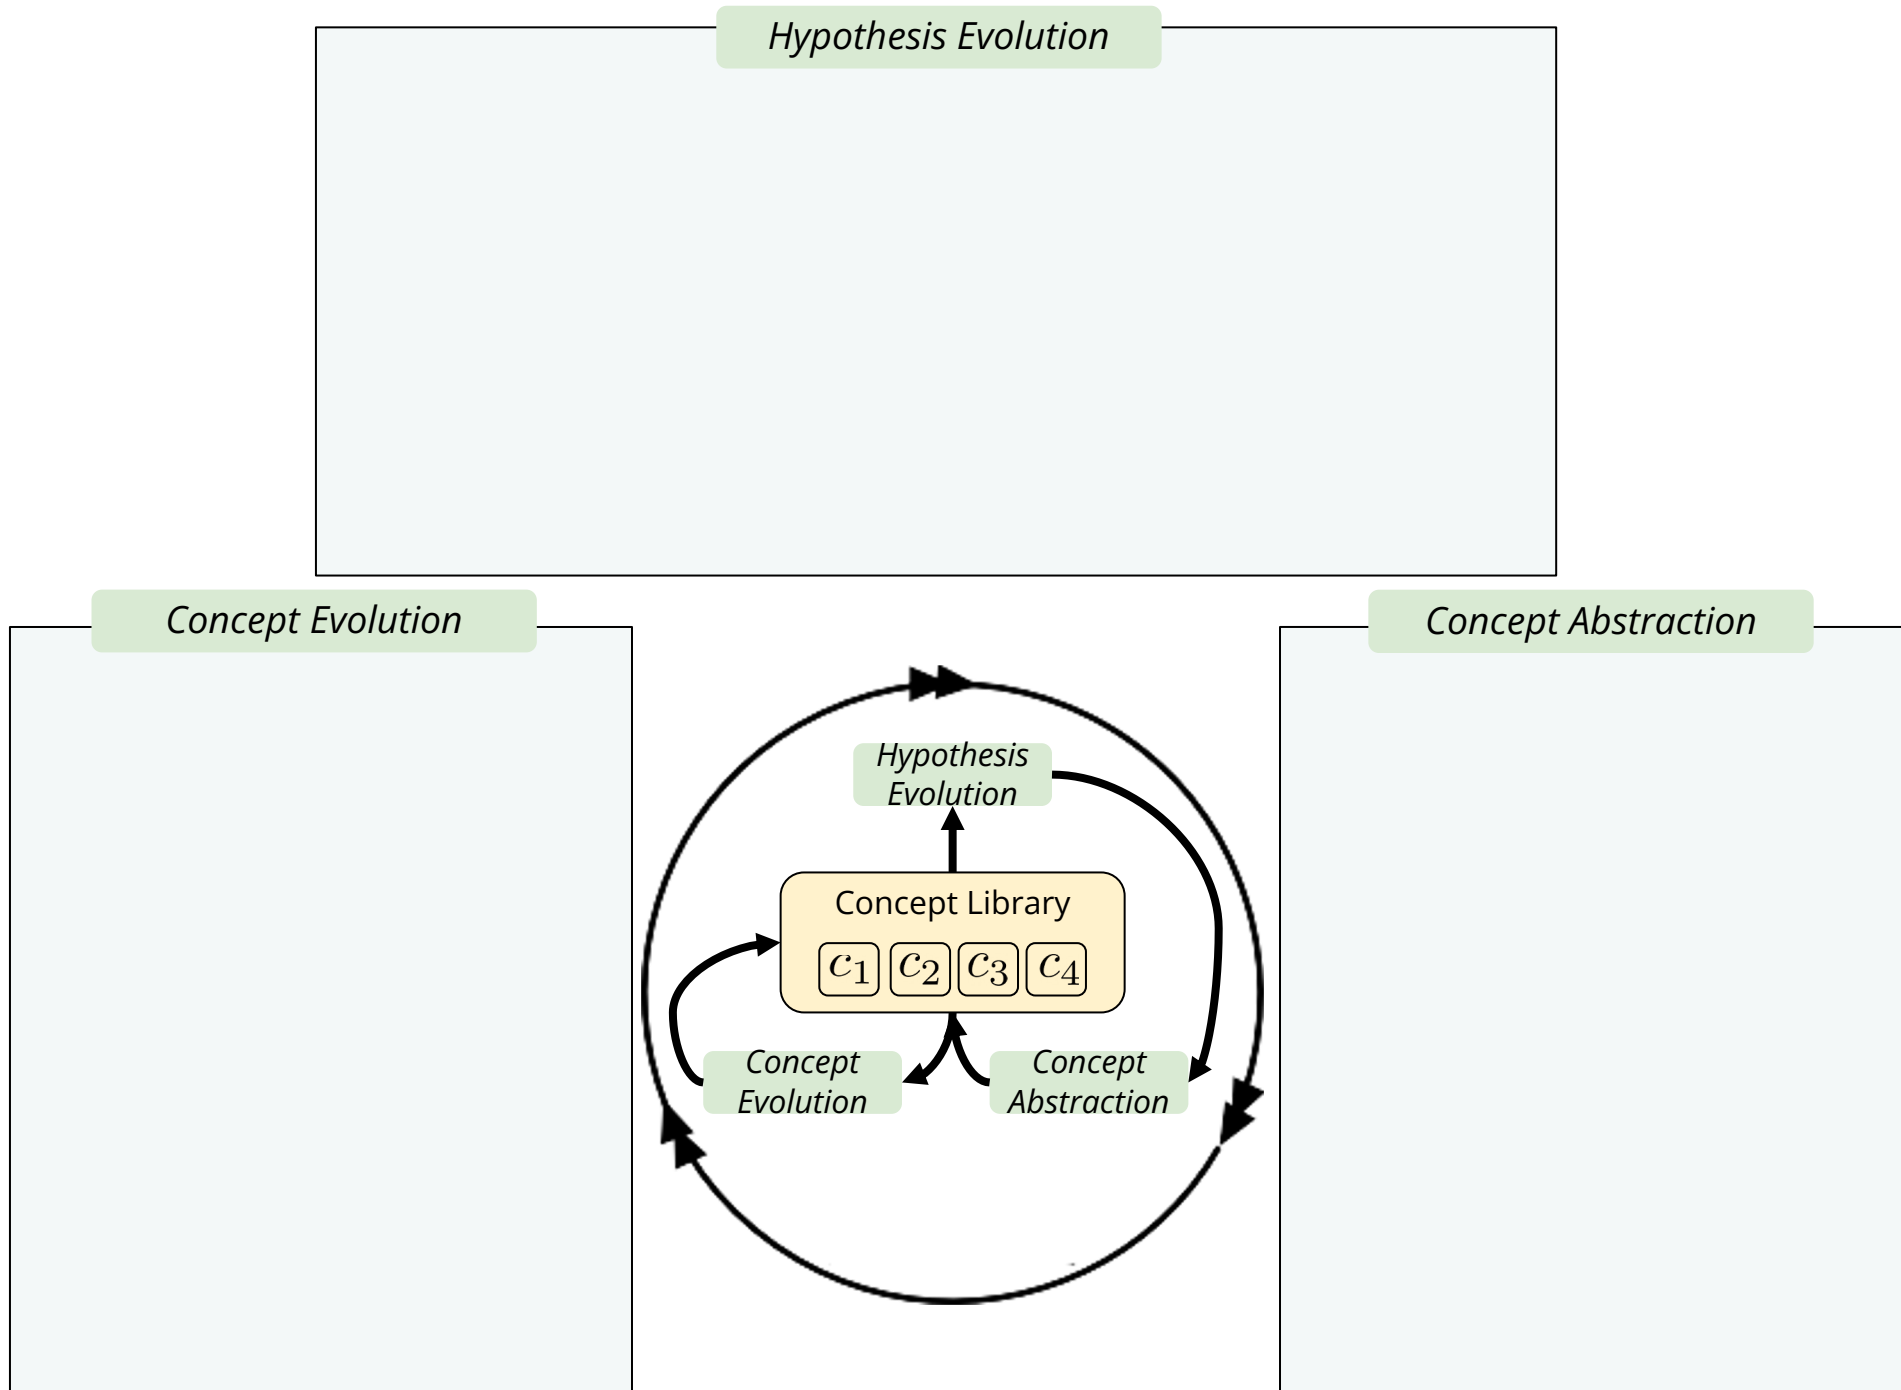 Hypothesis Evolution
Concept Evolution
Concept Abstraction
Hypothesis
Evolution
Concept Library
c₁ c₂ c₃ c₄
Concept
Evolution
Concept
Abstraction